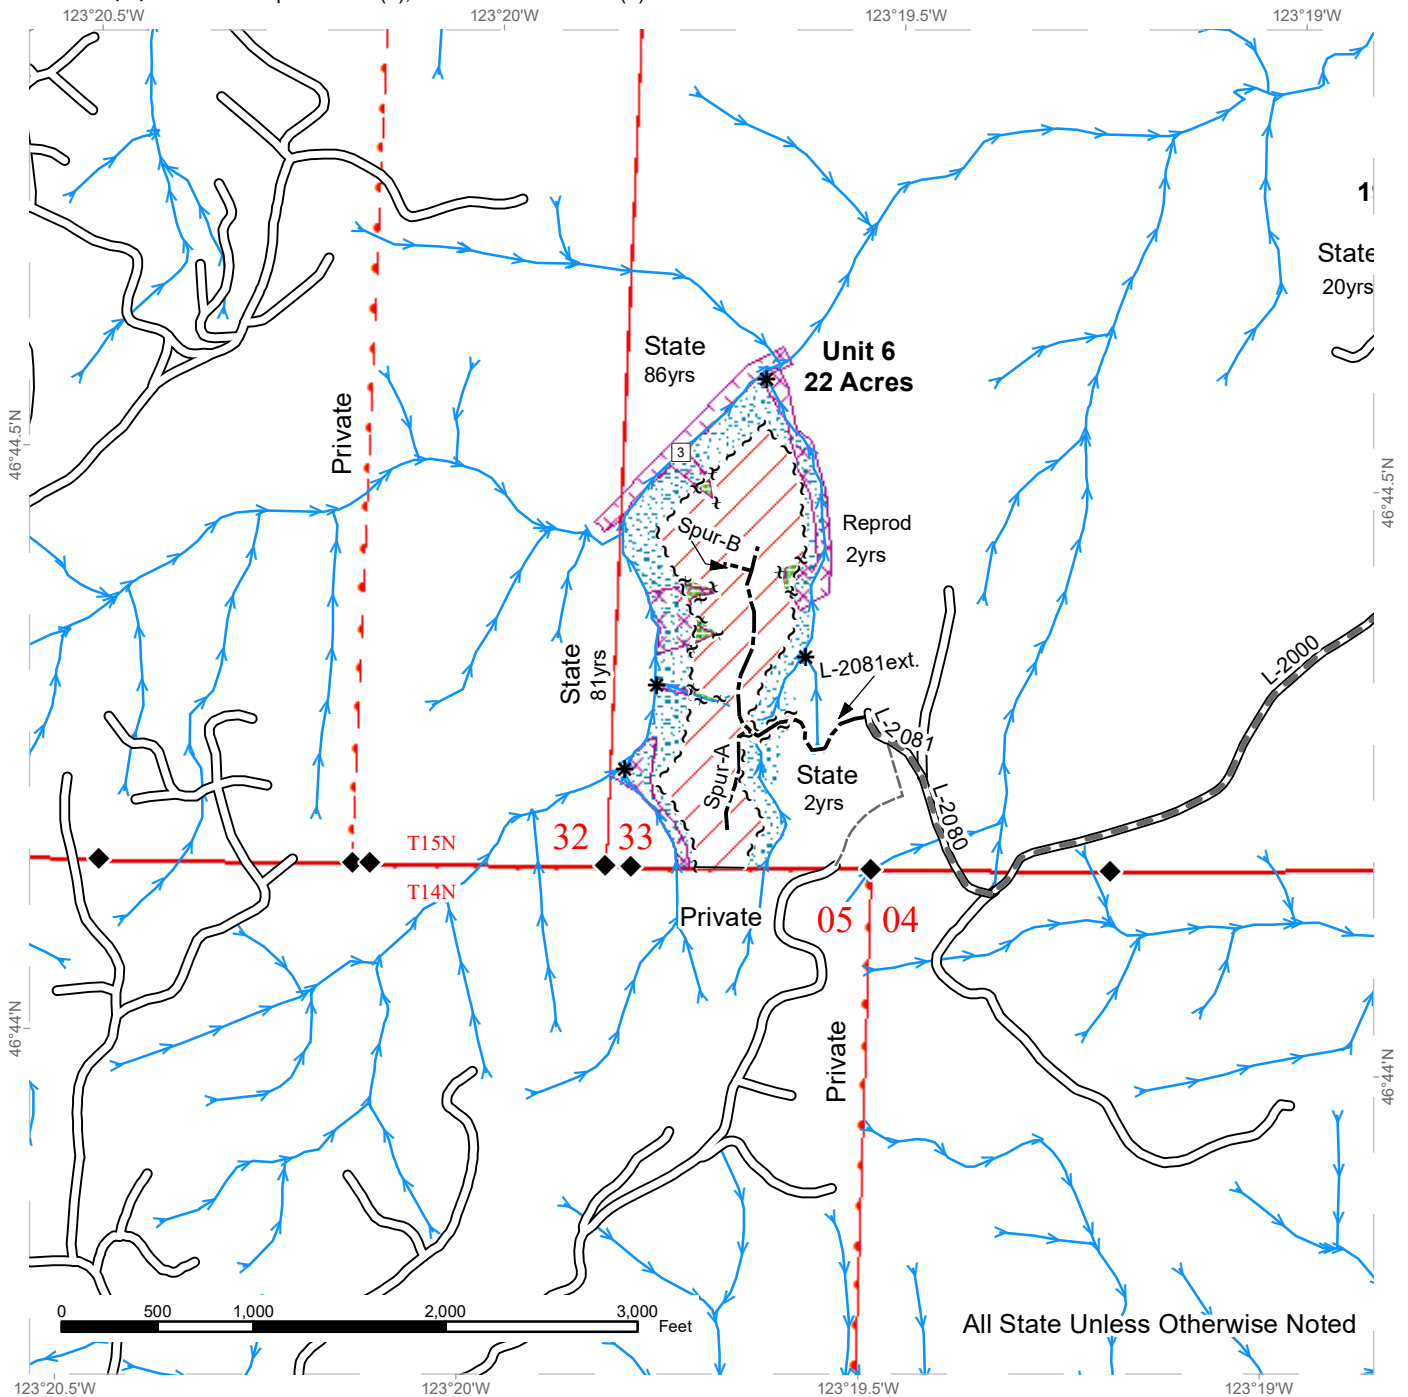 123°20.5'W
123°20'W
123°19.5'W
123°19'W
State
20yrs
State
86yrs
Unit 6
22 Acres
Private
46°44.5'N
46°44.5'N
3
Spur-B
Reprod
2yrs
State
81yrs
L-2081ext.
L-2000
L-2081
Spur-A
State
2yrs
L-2080
T15N
32
33
T14N
Private
05
04
46°44'N
Private
46°44'N
0
500
1,000
2,000
3,000
Feet
All State Unless Otherwise Noted
123°20.5'W
123°20'W
123°19.5'W
123°19'W